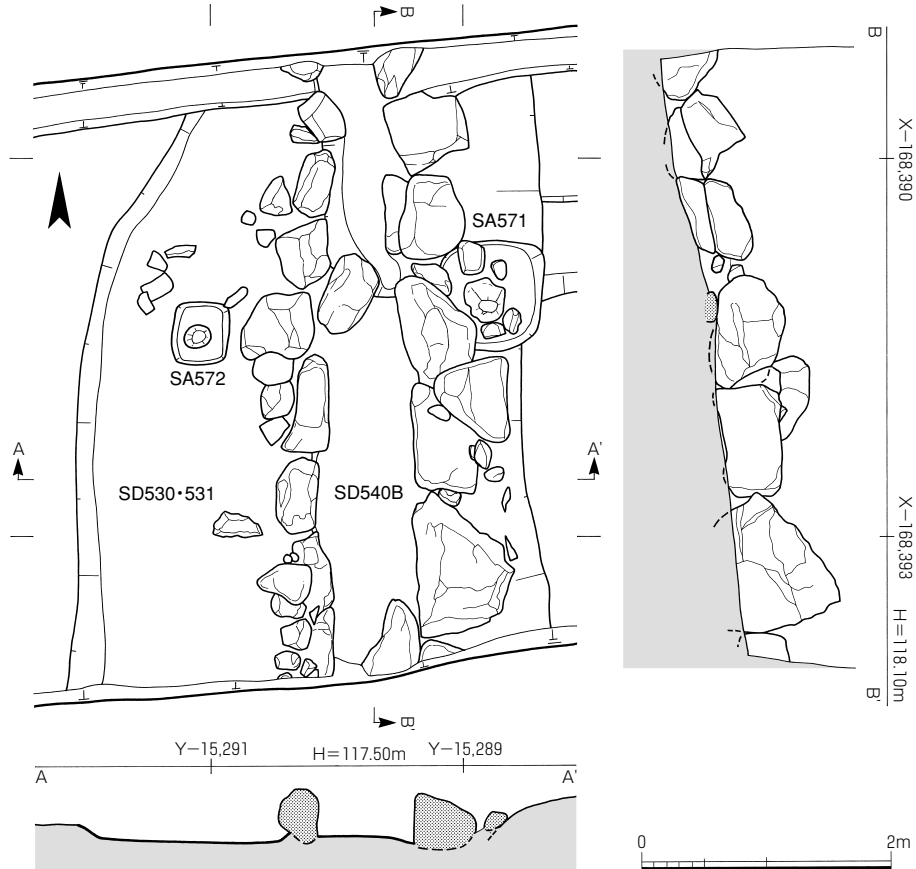 B
SA571
SA572
A
A'
SD530•531
SD540B
B'
Y−15,291
H=117.50m
Y−15,289
A
A'
B
X−168,390
X−168,393
H=118.10m
B'
0
2m